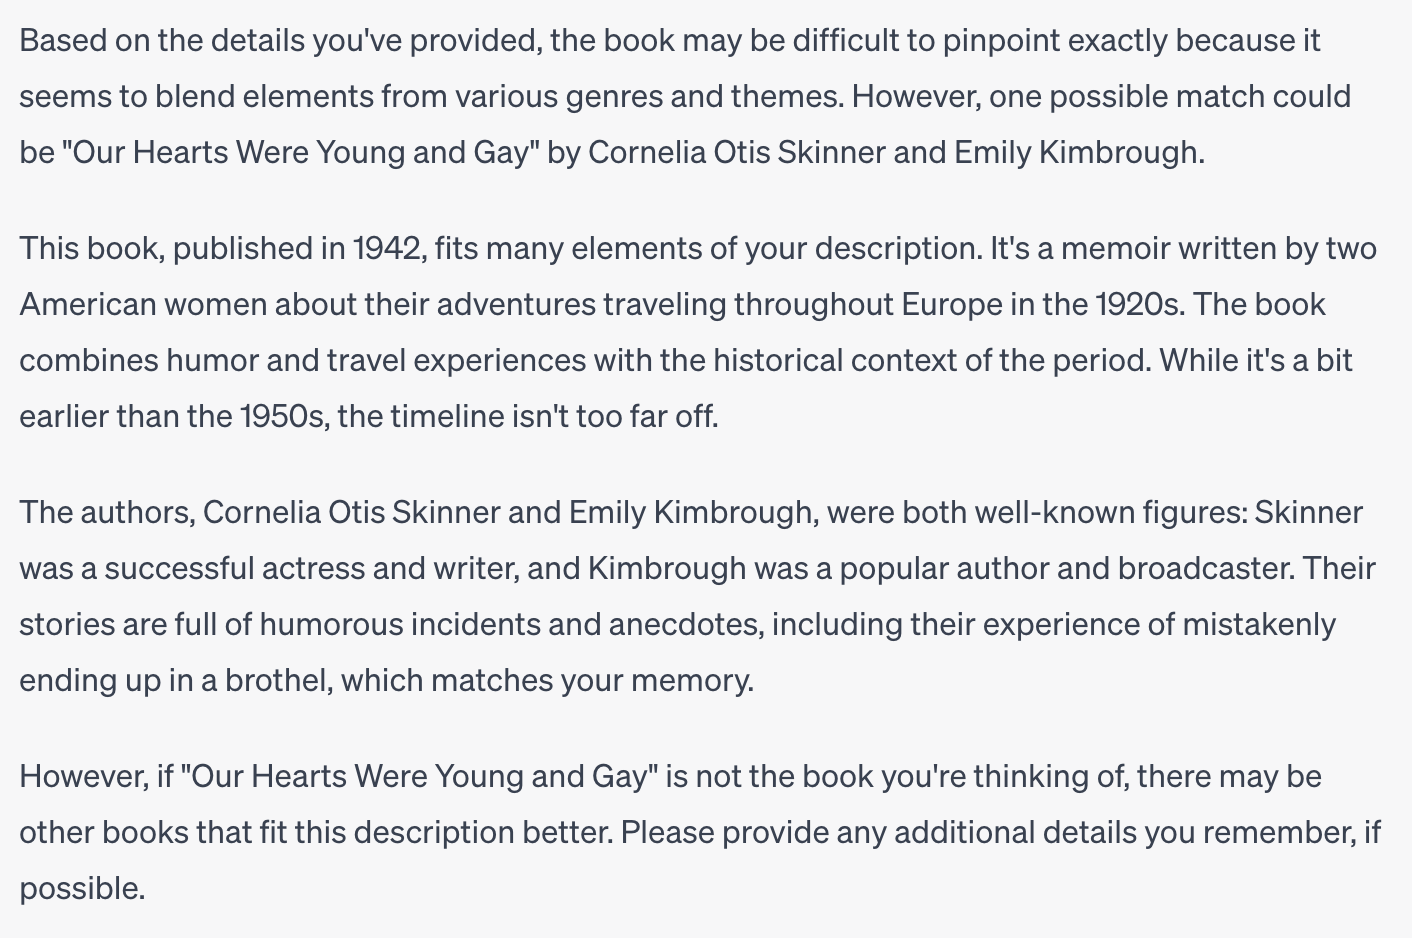 Based on the details you've provided, the book may be difficult to pinpoint exactly because it
seems to blend elements from various genres and themes. However, one possible match could
be "Our Hearts Were Young and Gay" by Cornelia Otis Skinner and Emily Kimbrough.
This book, published in 1942, fits many elements of your description. It's a memoir written by two
American women about their adventures traveling throughout Europe in the 1920s. The book
combines humor and travel experiences with the historical context of the period. While it's a bit
earlier than the 1950s, the timeline isn't too far off.
The authors, Cornelia Otis Skinner and Emily Kimbrough, were both well-known figures: Skinner
was a successful actress and writer, and Kimbrough was a popular author and broadcaster. Their
stories are full of humorous incidents and anecdotes, including their experience of mistakenly
ending up in a brothel, which matches your memory.
However, if "Our Hearts Were Young and Gay" is not the book you're thinking of, there may be
other books that fit this description better. Please provide any additional details you remember, if
possible.